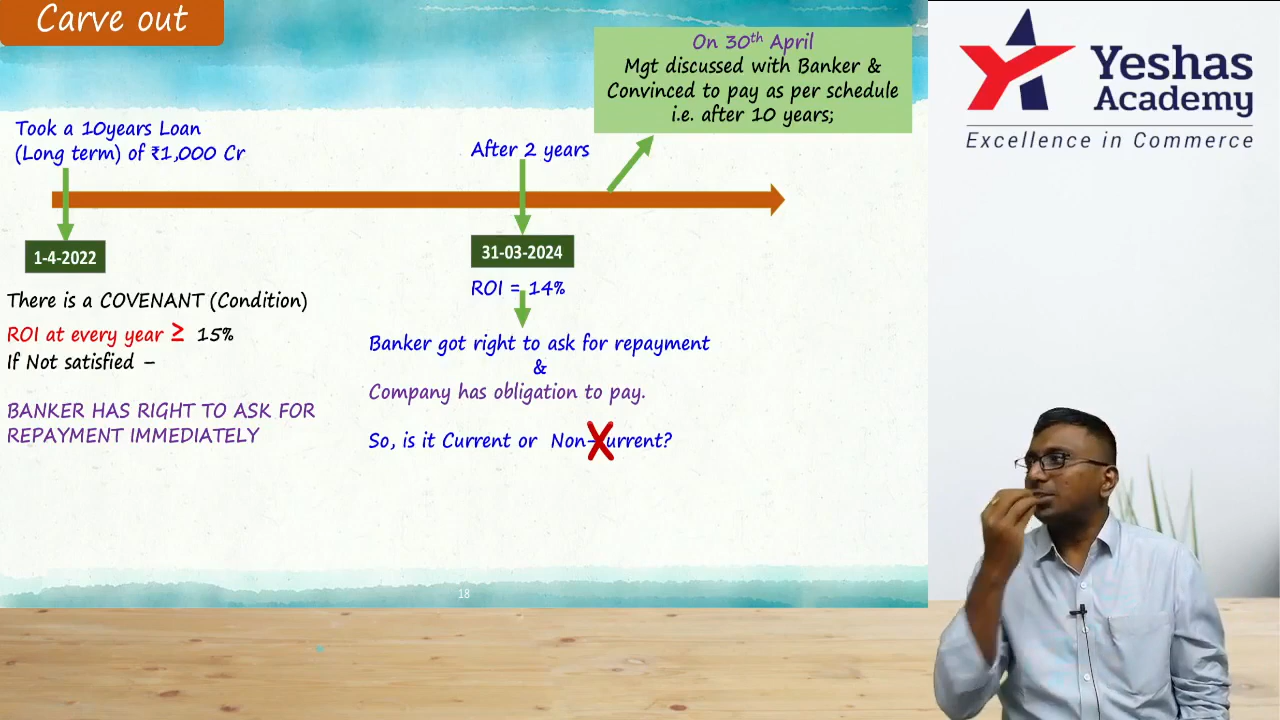 Carve out
On 30th April
Mgt discussed with Banker &
Convinced to pay as per schedule
i.e. after 10 years;
Took a 10years Loan
(Long term) of ₹1,000 Cr
After 2 years
1-4-2022
31-03-2024
There is a COVENANT (Condition)
ROI at every year ≥ 15%
If Not satisfied –
BANKER HAS RIGHT TO ASK FOR
REPAYMENT IMMEDIATELY
ROI = 14%
Banker got right to ask for repayment
&
Company has obligation to pay.
So, is it Current or Non-Current?
18
Yeshas
Academy
Excellence in Commerce